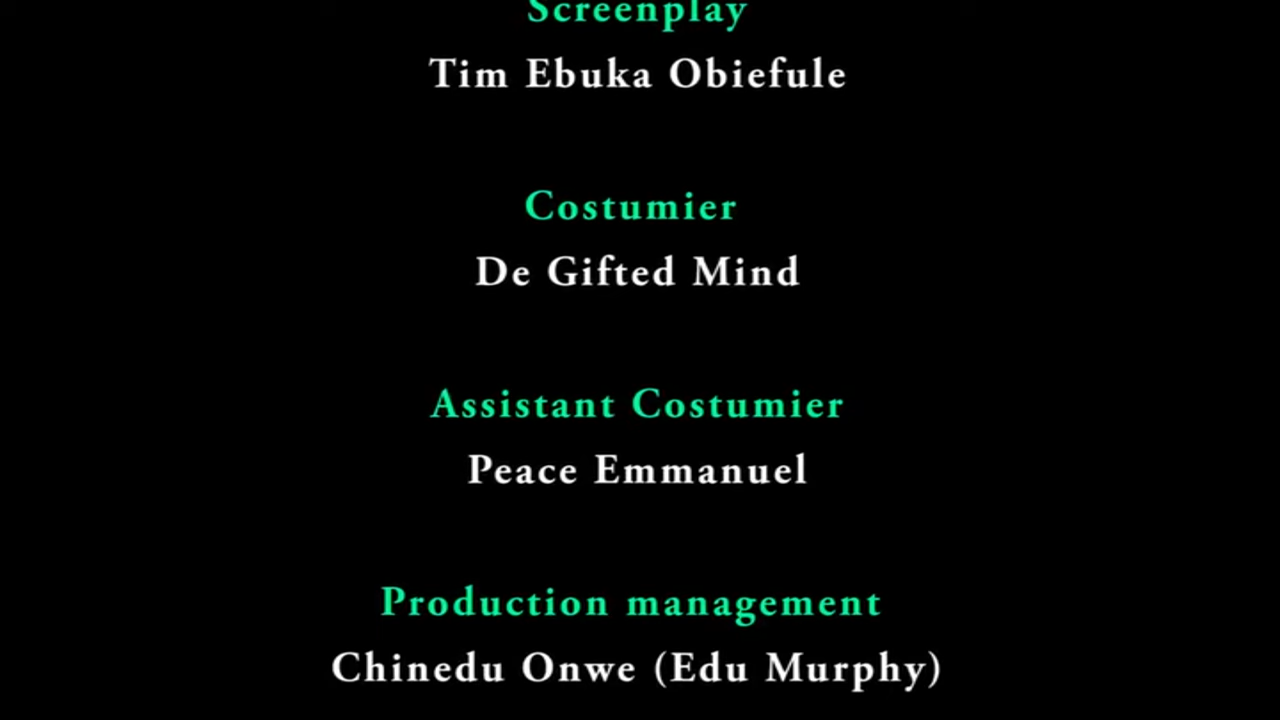 Screenplay
Tim Ebuka Obiefule
Costumier
De Gifted Mind
Assistant Costumier
Peace Emmanuel
Production management
Chinedu Onwe (Edu Murphy)